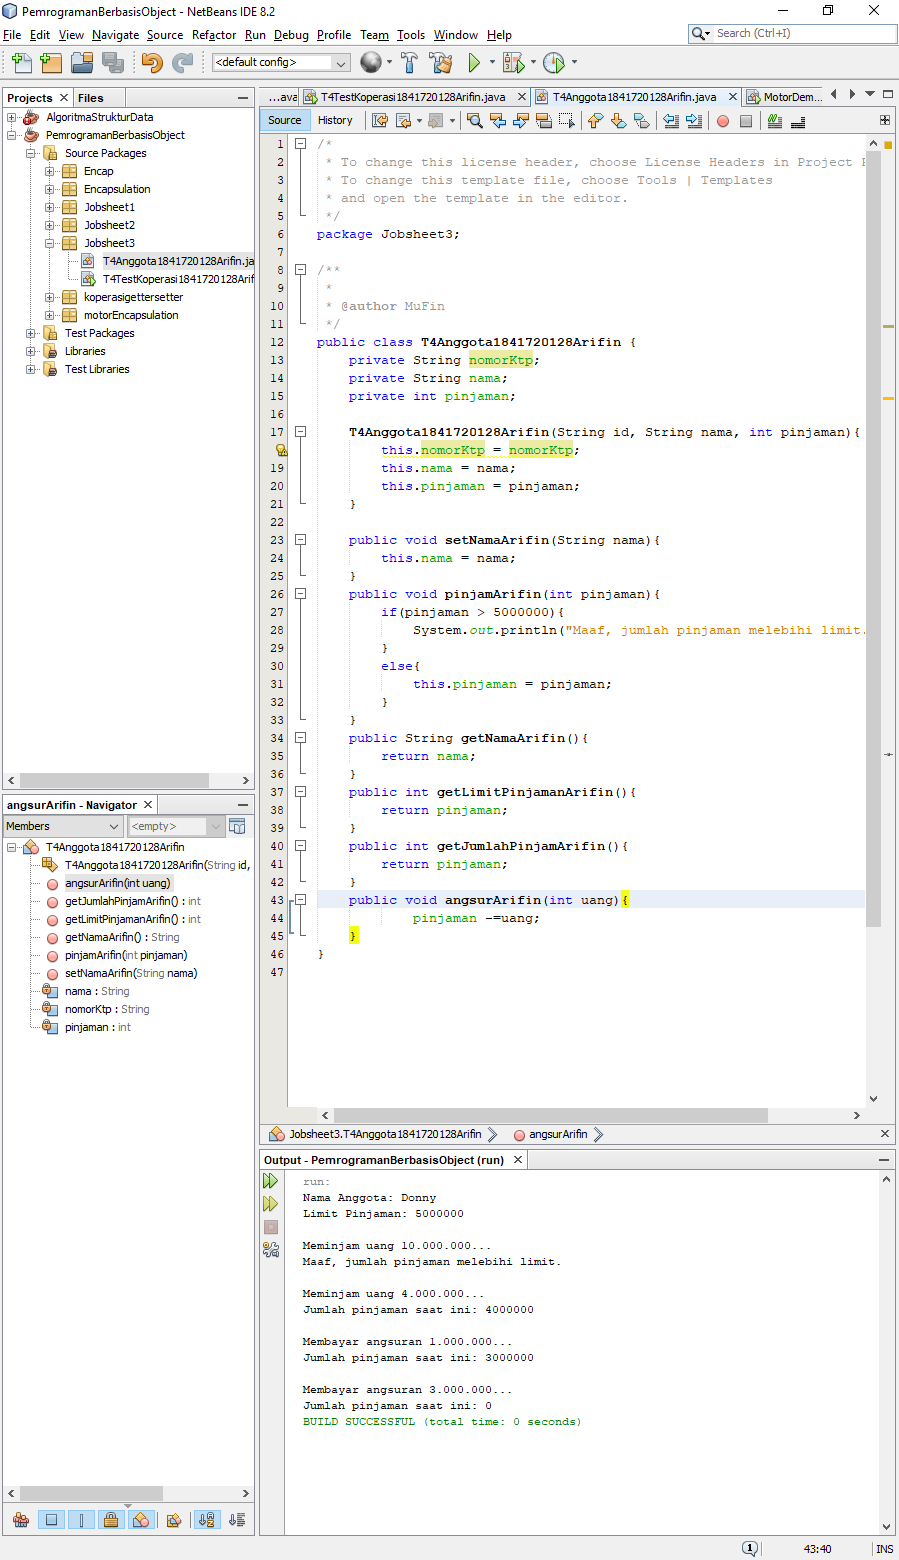 PemrogramanBerbasisObject - NetBeans IDE 8.2
File Edit View Navigate Source Refactor Run Debug Profile Team Tools Window Help
Search (Ctrl+I)
<default config>
Projects
Files
AlgoritmaStrukturData
PemrogramanBerbasisObject
Source Packages
Encap
Encapsulation
Jobsheet1
Jobsheet2
Jobsheet3
T4Anggota1841720128Arifin.ja
T4TestKoperasi1841720128Arif
koperasigettersetter
motorEncapsulation
Test Packages
Libraries
Test Libraries
angsurArifin - Navigator
Members
<empty>
T4Anggota1841720128Arifin
T4Anggota1841720128Arifin(String id,
angsurArifin(int uang)
getJumlahPinjamArifin() : int
getLimitPinjamanArifin() : int
getNamaArifin() : String
pinjamArifin(int pinjaman)
setNamaArifin(String nama)
nama : String
nomorKtp : String
pinjaman : int
...ava
T4TestKoperasi1841720128Arifin.java
T4Anggota1841720128Arifin.java
MotorDem...
Source
History
1 /*
2 * To change this license header, choose License Headers in Project P
3 * To change this template file, choose Tools | Templates
4 * and open the template in the editor.
5 */
6 package Jobsheet3;
7
8 /**
9 *
10 * @author MuFin
11 */
12 public class T4Anggota1841720128Arifin {
13 private String nomorKtp;
14 private String nama;
15 private int pinjaman;
16
17 T4Anggota1841720128Arifin(String id, String nama, int pinjaman){
this.nomorKtp = nomorKtp;
19 this.nama = nama;
20 this.pinjaman = pinjaman;
21 }
22
23 public void setNamaArifin(String nama){
24 this.nama = nama;
25 }
26 public void pinjamArifin(int pinjaman){
27 if(pinjaman > 5000000){
28 System.out.println("Maaf, jumlah pinjaman melebihi limit.
29 }
30 else{
31 this.pinjaman = pinjaman;
32 }
33 }
34 public String getNamaArifin(){
35 return nama;
36 }
37 public int getLimitPinjamanArifin(){
38 return pinjaman;
39 }
40 public int getJumlahPinjamArifin(){
41 return pinjaman;
42 }
43 public void angsurArifin(int uang){
44 pinjaman -=uang;
45 }
46 }
47
Jobsheet3.T4Anggota1841720128Arifin
angsurArifin
Output - PemrogramanBerbasisObject (run)
run:
Nama Anggota: Donny
Limit Pinjaman: 5000000
Meminjam uang 10.000.000...
Maaf, jumlah pinjaman melebihi limit.
Meminjam uang 4.000.000...
Jumlah pinjaman saat ini: 4000000
Membayar angsuran 1.000.000...
Jumlah pinjaman saat ini: 3000000
Membayar angsuran 3.000.000...
Jumlah pinjaman saat ini: 0
BUILD SUCCESSFUL (total time: 0 seconds)
1
43:40
INS